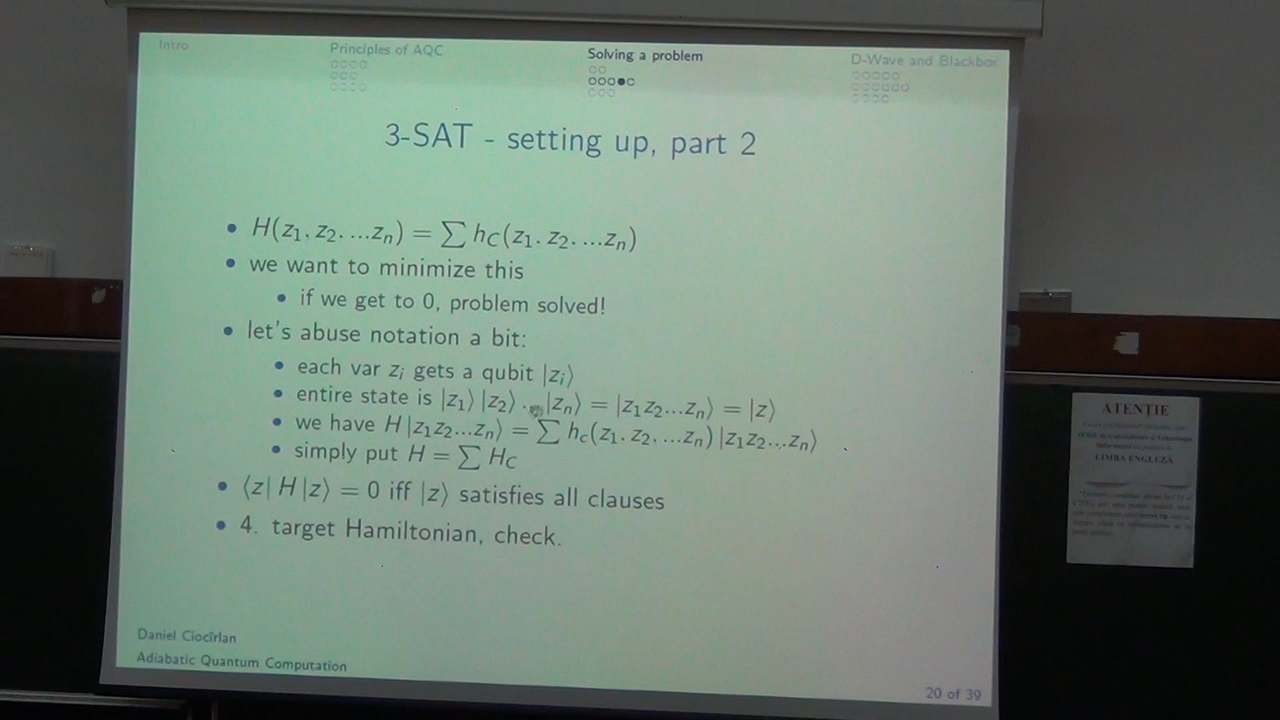 Intro
Principles of AQC
Solving a problem
D-Wave and Blackbox
3-SAT - setting up, part 2
• H(z₁. z₂. ...zₙ) = ∑ h_C(z₁. z₂. ...zₙ)
• we want to minimize this
• if we get to 0, problem solved!
• let's abuse notation a bit:
• each var zᵢ gets a qubit |zᵢ⟩
• entire state is |z₁⟩ |z₂⟩ .. |zₙ⟩ = |z₁z₂...zₙ⟩ = |z⟩
• we have H |z₁z₂...zₙ⟩ = ∑ h_c(z₁. z₂. ...zₙ) |z₁z₂...zₙ⟩
• simply put H = ∑ H_C
• ⟨z| H |z⟩ = 0 iff |z⟩ satisfies all clauses
• 4. target Hamiltonian, check.
Daniel Ciocîrlan
Adiabatic Quantum Computation
20 of 39
ATENȚIE
LIMBA ENGLEZĂ